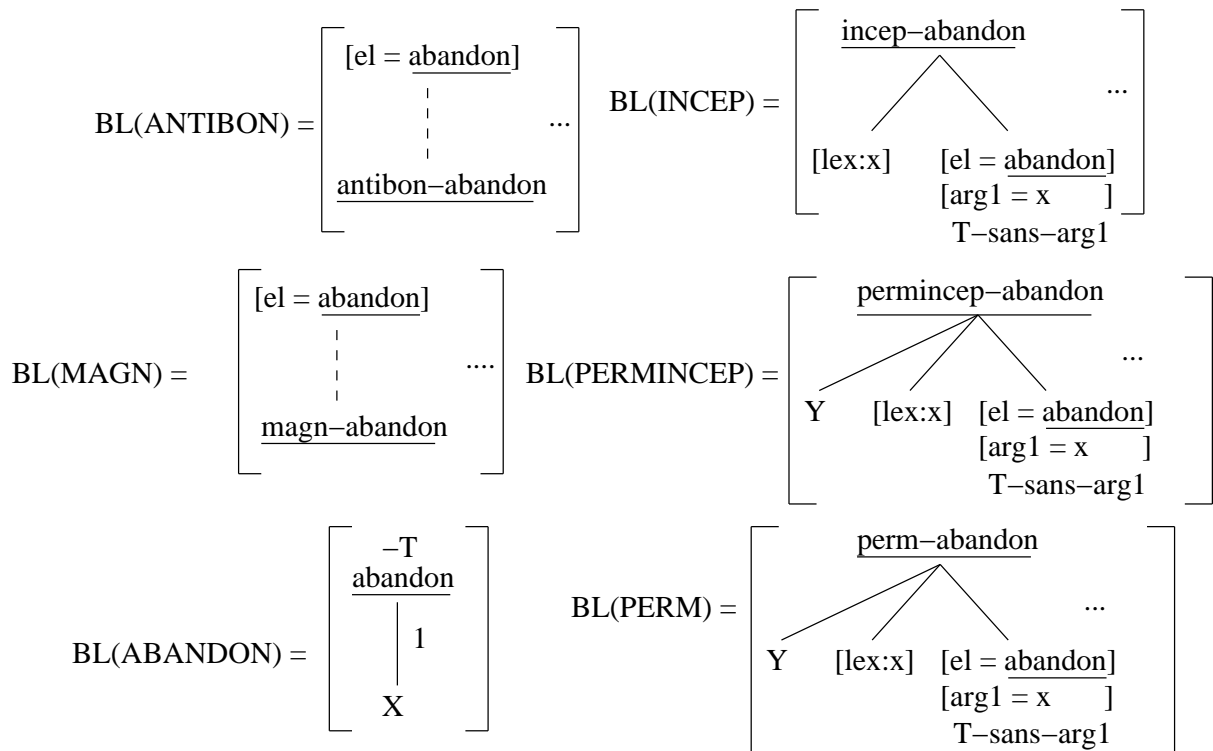 BL(ANTIBON) =
[el = abandon]
...
antibon−abandon
BL(INCEP) =
incep−abandon
...
[lex:x] [el = abandon]
[arg1 = x ]
T−sans−arg1
BL(MAGN) =
[el = abandon]
....
magn−abandon
BL(PERMINCEP) =
permincep−abandon
...
Y [lex:x] [el = abandon]
[arg1 = x ]
T−sans−arg1
BL(ABANDON) =
−T
abandon
1
X
BL(PERM) =
perm−abandon
...
Y [lex:x] [el = abandon]
[arg1 = x ]
T−sans−arg1